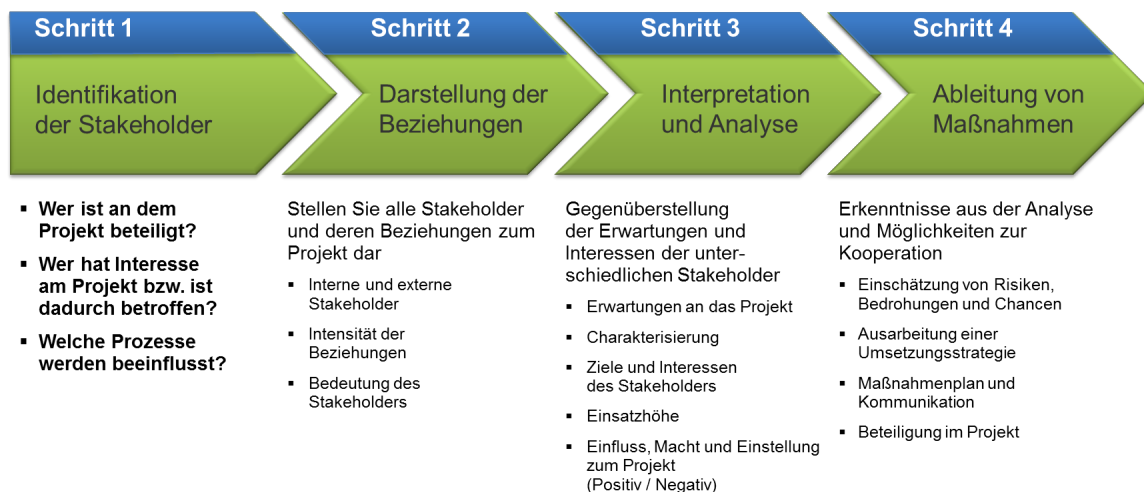 Schritt 1
Identifikation
der Stakeholder
▪ Wer ist an dem
Projekt beteiligt?
▪ Wer hat Interesse
am Projekt bzw. ist
dadurch betroffen?
▪ Welche Prozesse
werden beeinflusst?
Schritt 2
Darstellung der
Beziehungen
Stellen Sie alle Stakeholder
und deren Beziehungen zum
Projekt dar
▪ Interne und externe
Stakeholder
▪ Intensität der
Beziehungen
▪ Bedeutung des
Stakeholders
Schritt 3
Interpretation
und Analyse
Gegenüberstellung
der Erwartungen und
Interessen der unter-
schiedlichen Stakeholder
▪ Erwartungen an das Projekt
▪ Charakterisierung
▪ Ziele und Interessen
des Stakeholders
▪ Einsatzhöhe
▪ Einfluss, Macht und Einstellung
zum Projekt
(Positiv / Negativ)
Schritt 4
Ableitung von
Maßnahmen
Erkenntnisse aus der Analyse
und Möglichkeiten zur
Kooperation
▪ Einschätzung von Risiken,
Bedrohungen und Chancen
▪ Ausarbeitung einer
Umsetzungsstrategie
▪ Maßnahmenplan und
Kommunikation
▪ Beteiligung im Projekt